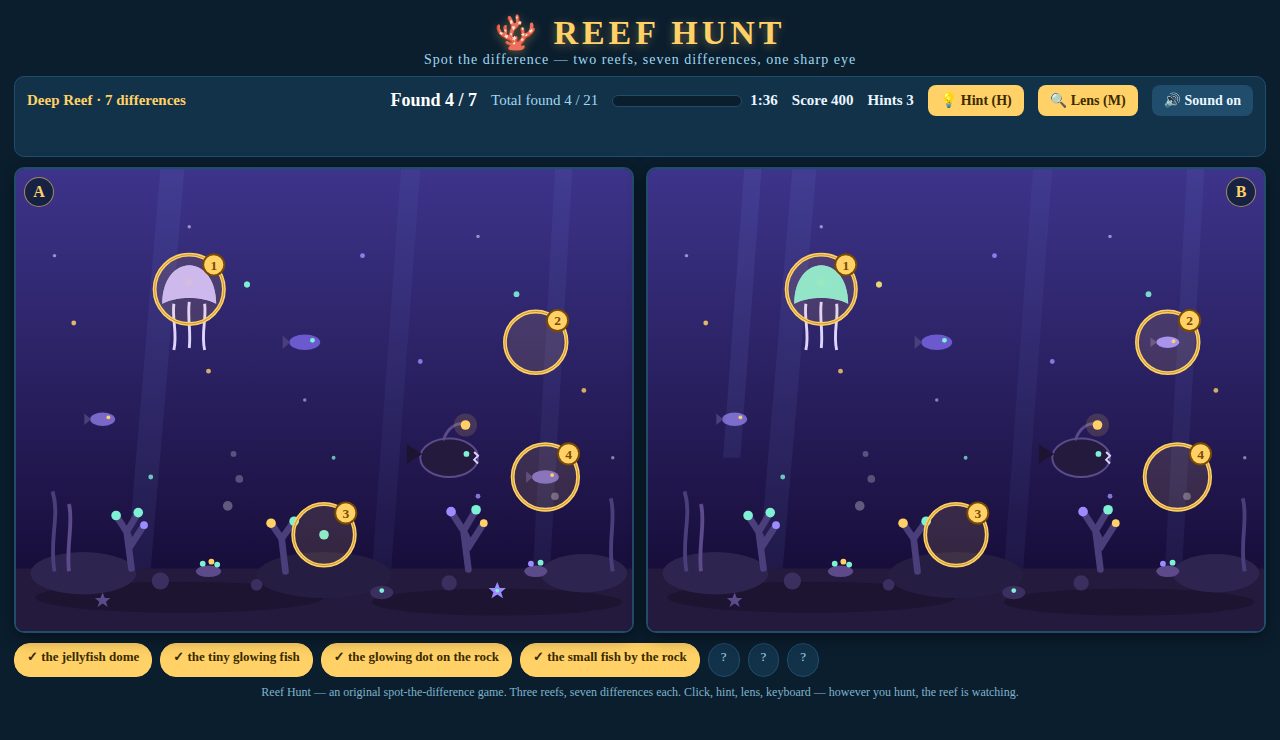 REEF HUNT
Spot the difference — two reefs, seven differences, one sharp eye
Deep Reef · 7 differences
Found 4 / 7
Total found 4 / 21
1:36
Score 400
Hints 3
💡 Hint (H)
🔍 Lens (M)
🔊 Sound on
A
B
1
2
3
4
1
2
3
4
✓ the jellyfish dome
✓ the tiny glowing fish
✓ the glowing dot on the rock
✓ the small fish by the rock
?
?
?
Reef Hunt — an original spot-the-difference game. Three reefs, seven differences each. Click, hint, lens, keyboard — however you hunt, the reef is watching.